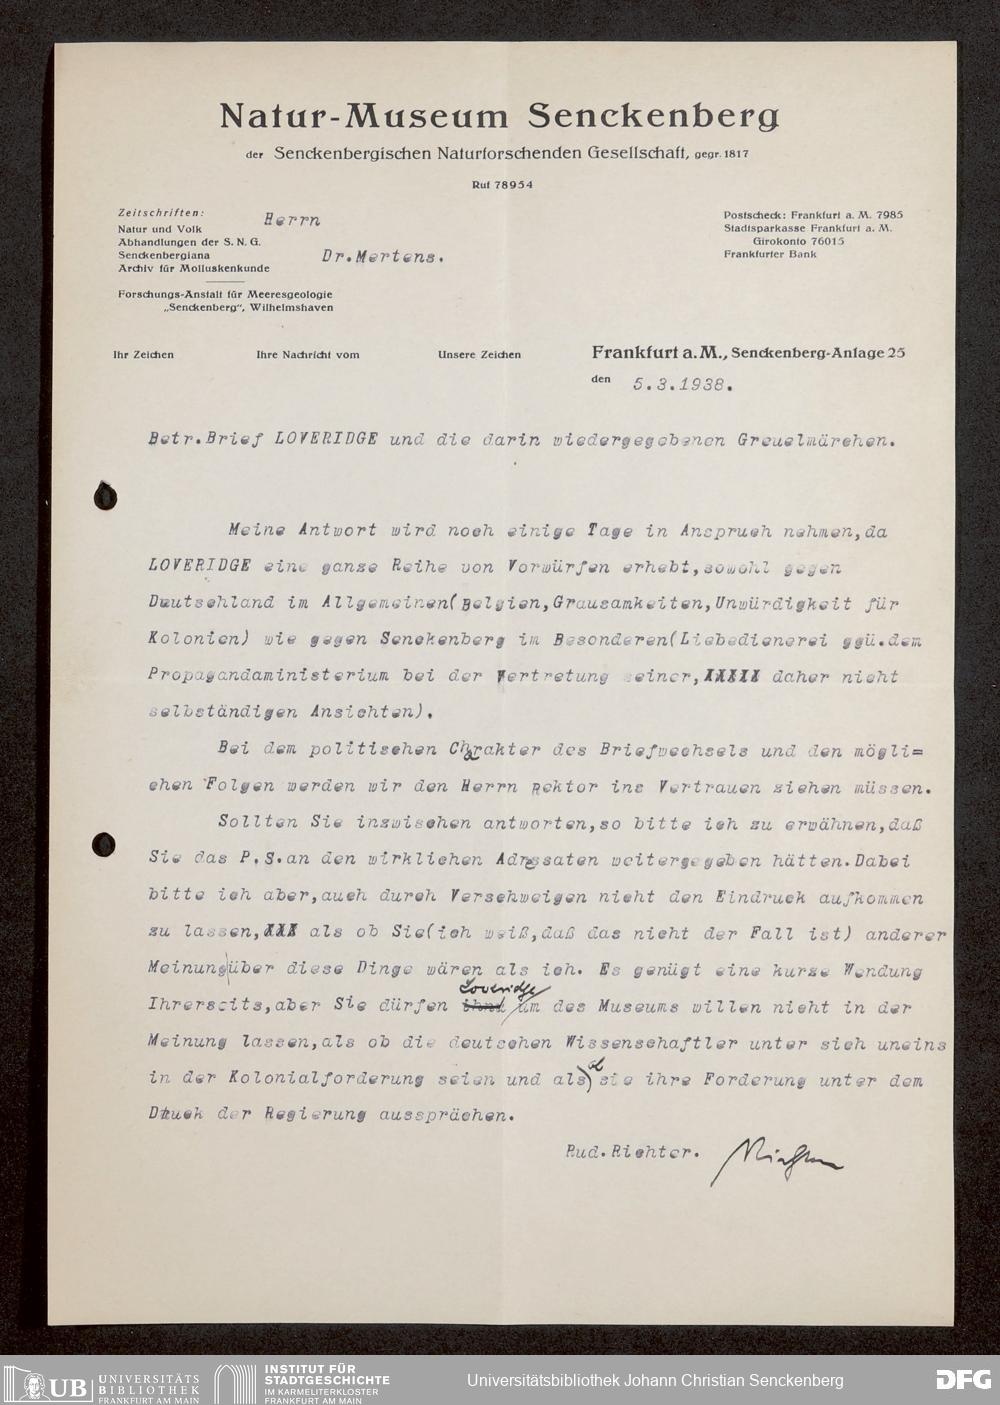 Natur-Museum Senckenberg
der Senckenbergischen Naturforschenden Gesellschaft, gegr. 1817
Ruf 78954
Zeitschriften:
Natur und Volk
Abhandlungen der S. N. G.
Senckenbergiana
Archiv für Molluskenkunde
Forschungs-Anstalt für Meeresgeologie
„Senckenberg", Wilhelmshaven
Herrn
Dr.Mertens.
Postscheck: Frankfurt a. M. 7985
Stadtsparkasse Frankfurt a. M.
Girokonto 76015
Frankfurter Bank
Ihr Zeichen Ihre Nachricht vom Unsere Zeichen
Frankfurt a. M., Senckenberg-Anlage 25
den 5.3.1938.
Betr.Brief LOVERIDGE und die darin wiedergegebenen Greuelmärchen.
Meine Antwort wird noch einige Tage in Anspruch nehmen,da
LOVERIDGE eine ganze Reihe von Vorwürfen erhebt,sowohl gegen
Deutschland im Allgemeinen(Belgien,Grausamkeiten,Unwürdigkeit für
Kolonien) wie gegen Senckenberg im Besonderen(Liebedienerei ggü.dem
Propagandaministerium bei der Vertretung seiner,XXXXX daher nicht
selbständigen Ansichten).
Bei dem politischen Charakter des Briefwechsels und den mögli=
chen Folgen werden wir den Herrn Rektor ins Vertrauen ziehen müssen.
Sollten Sie inzwischen antworten,so bitte ich zu erwähnen,daß
Sie das P.S.an den wirklichen Adressaten weitergegeben hätten.Dabei
bitte ich aber,auch durch Verschweigen nicht den Eindruck aufkommen
zu lassen,XXX als ob Sie(ich weiß,daß das nicht der Fall ist) anderer
Meinung über diese Dinge wären als ich. Es genügt eine kurze Wendung
Ihrerseits,aber Sie dürfen Loveridge um des Museums willen nicht in der
Meinung lassen,als ob die deutschen Wissenschaftler unter sich uneins
in der Kolonialforderung seien und als ob sie ihre Forderung unter dem
Druck der Regierung aussprächen.
Rud.Richter. Richter
UB UNIVERSITÄTS
BIBLIOTHEK
FRANKFURT AM MAIN
INSTITUT FÜR
STADTGESCHICHTE
IM KARMELITERKLOSTER
FRANKFURT AM MAIN
Universitätsbibliothek Johann Christian Senckenberg
DFG